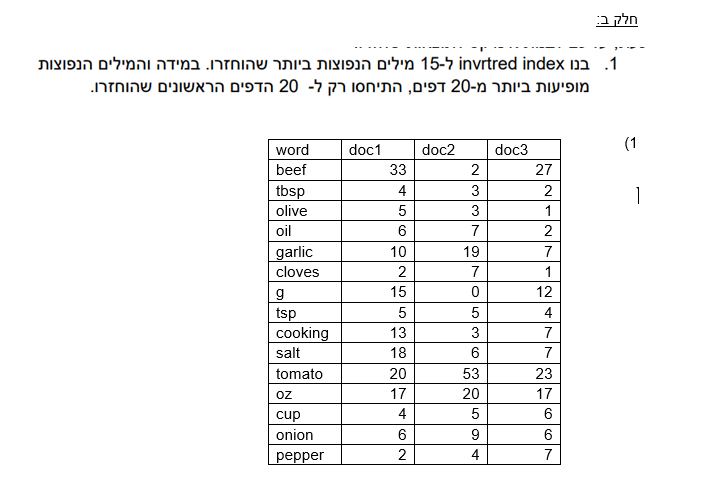 חלק ב:
1. בנו invrtred index ל-15 מילים הנפוצות ביותר שהוחזרו. במידה והמילים הנפוצות
מופיעות ביותר מ-20 דפים, התיחסו רק ל- 20 הדפים הראשונים שהוחזרו.
(1
word doc1 doc2 doc3
beef 33 2 27
tbsp 4 3 2
olive 5 3 1
oil 6 7 2
garlic 10 19 7
cloves 2 7 1
g 15 0 12
tsp 5 5 4
cooking 13 3 7
salt 18 6 7
tomato 20 53 23
oz 17 20 17
cup 4 5 6
onion 6 9 6
pepper 2 4 7